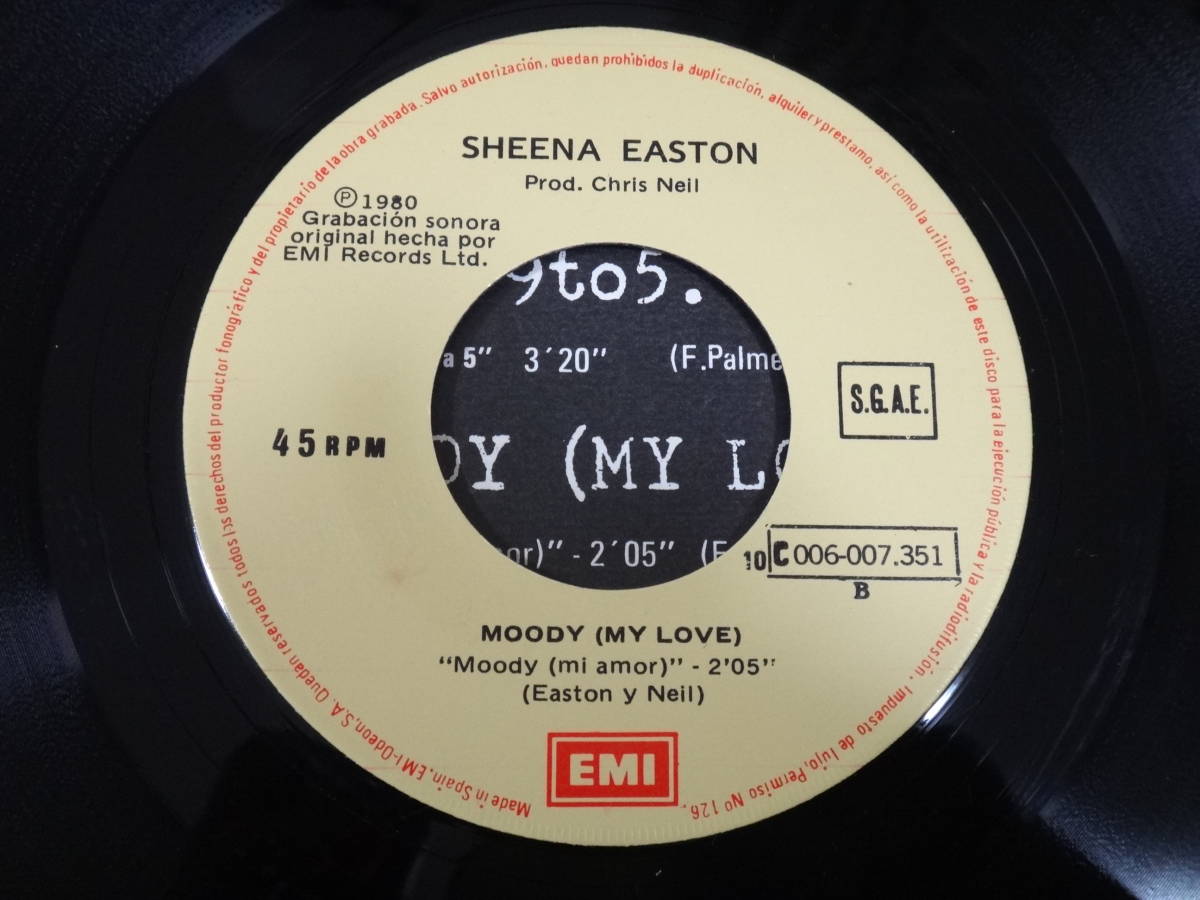 SHEENA EASTON
Prod. Chris Neil
Ⓟ 1980
Grabación sonora
original hecha por
EMI Records Ltd.
9to5.
a 5" 3´20" (F.Palme
45 RPM
S.G.A.E.
DY (MY LO
or)" - 2´05" (E
10 C 006-007.351
B
MOODY (MY LOVE)
"Moody (mi amor)" - 2'05"
(Easton y Neil)
EMI
Made in Spain. EMI-Odeon, S.A. Quedan reservados todos los derechos del productor fonográfico y del propietario de la obra grabada. Salvo autorización, quedan prohibidos la duplicación, alquiler y prestamo, así como la utilización de este disco para la ejecución pública y la radiodifusión. Impuesto de lujo, Permiso Nº 126.